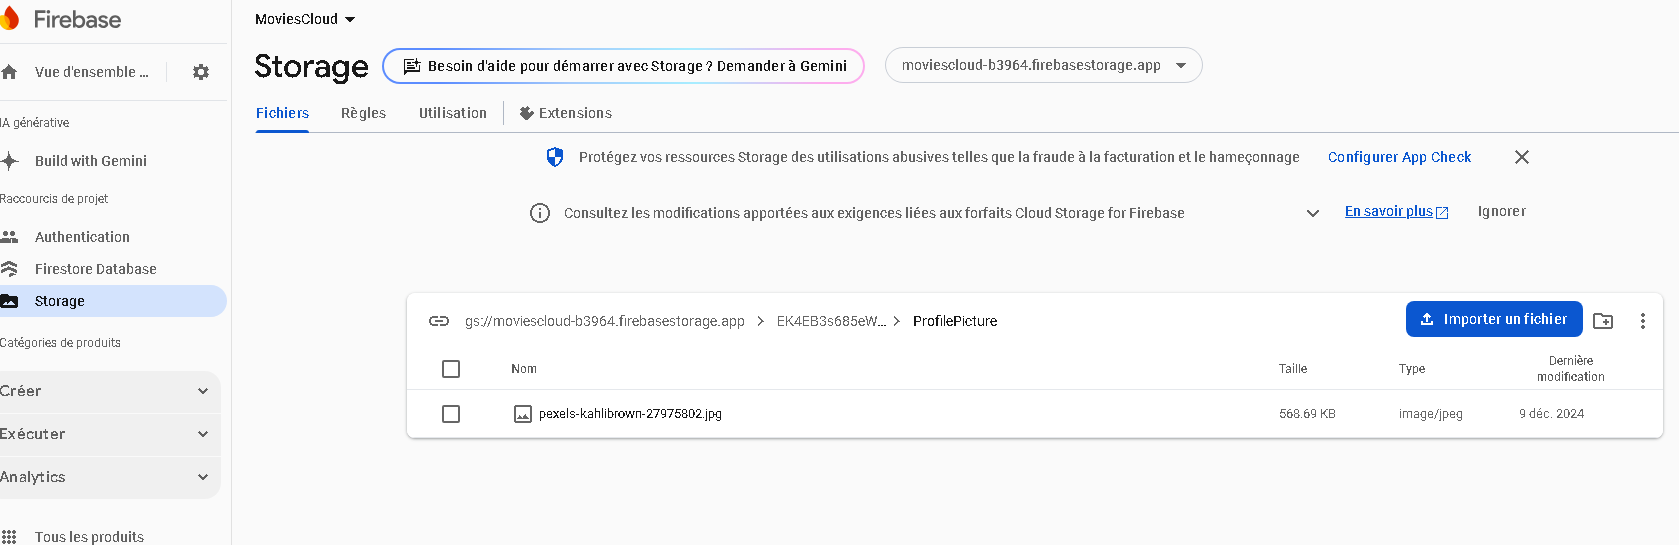 Firebase
MoviesCloud
Vue d'ensemble ...
Storage
Besoin d'aide pour démarrer avec Storage ? Demander à Gemini
moviescloud-b3964.firebasestorage.app
IA générative
Build with Gemini
Raccourcis de projet
Authentication
Firestore Database
Storage
Catégories de produits
Créer
Exécuter
Analytics
Tous les produits
Fichiers
Règles
Utilisation
Extensions
Protégez vos ressources Storage des utilisations abusives telles que la fraude à la facturation et le hameçonnage
Configurer App Check
Consultez les modifications apportées aux exigences liées aux forfaits Cloud Storage for Firebase
En savoir plus
Ignorer
gs://moviescloud-b3964.firebasestorage.app > EK4EB3s685eW... > ProfilePicture
Importer un fichier
Nom
Taille
Type
Dernière
modification
pexels-kahlibrown-27975802.jpg
568.69 KB
image/jpeg
9 déc. 2024